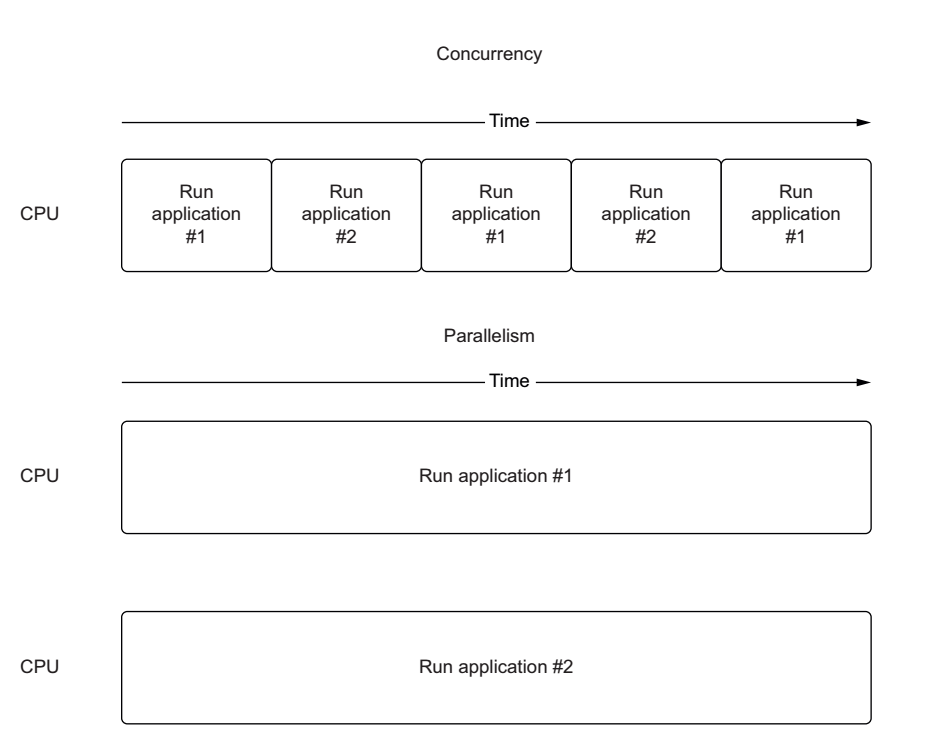 Concurrency
Time
CPU
Run
application
#1
Run
application
#2
Run
application
#1
Run
application
#2
Run
application
#1
Parallelism
Time
CPU
Run application #1
CPU
Run application #2